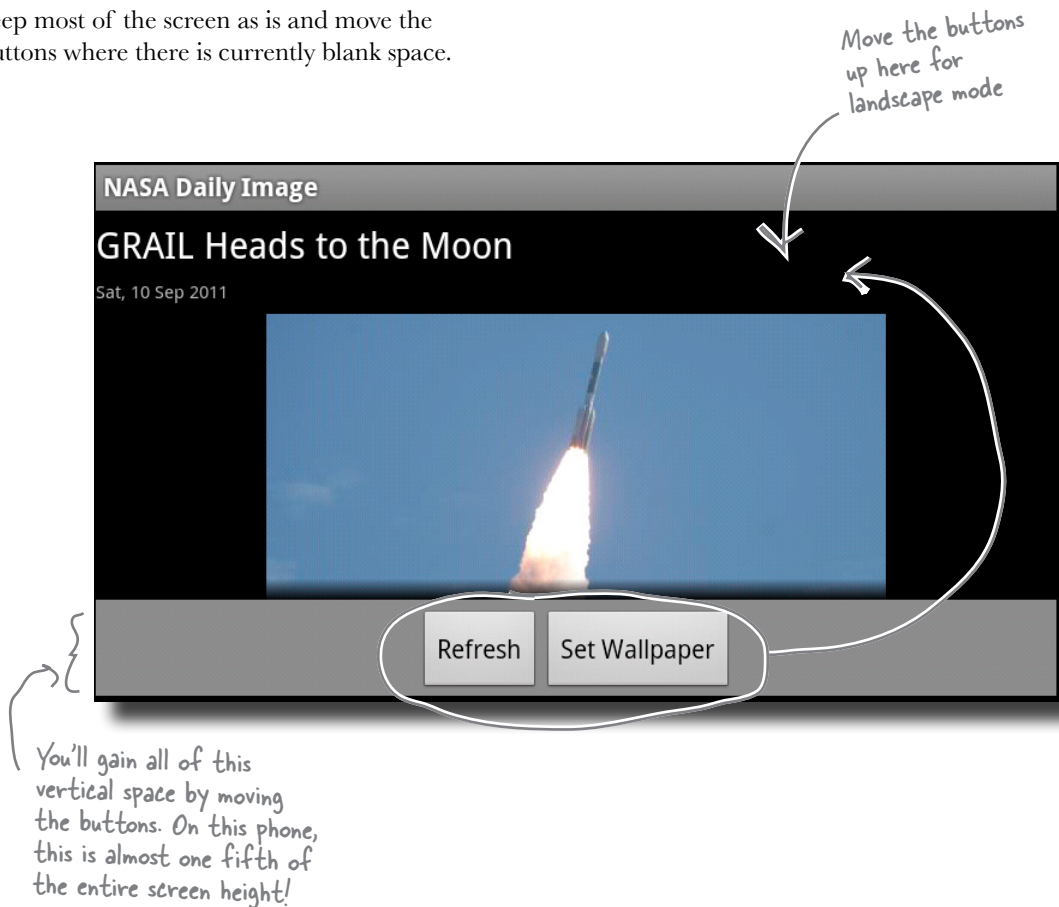 eep most of the screen as is and move the
uttons where there is currently blank space.
Move the buttons
up here for
landscape mode
NASA Daily Image
GRAIL Heads to the Moon
Sat, 10 Sep 2011
Refresh
Set Wallpaper
You'll gain all of this
vertical space by moving
the buttons. On this phone,
this is almost one fifth of
the entire screen height!